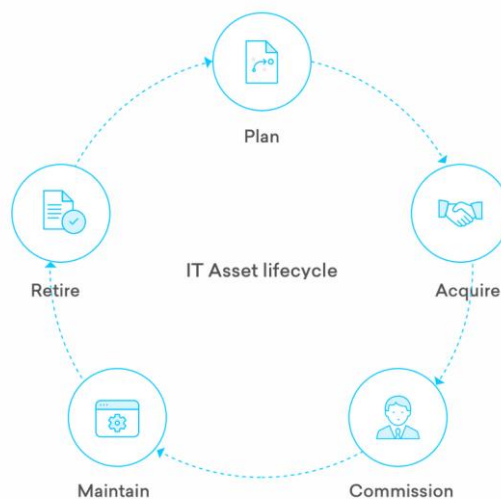 Plan
Acquire
Commission
Maintain
Retire
IT Asset lifecycle